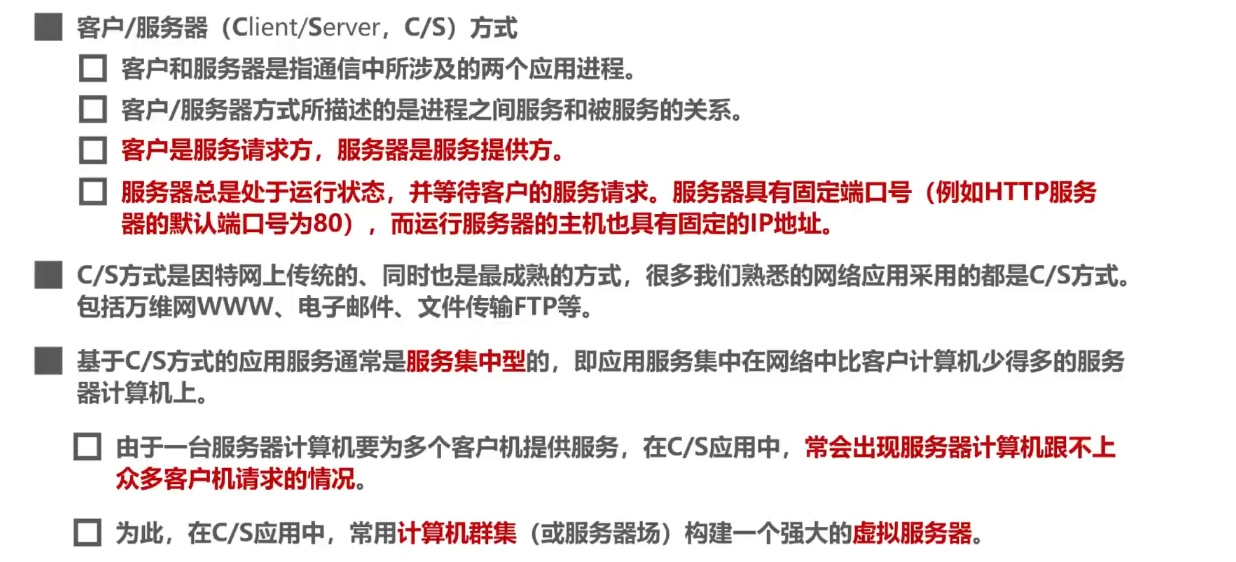 客户/服务器（Client/Server，C/S）方式
客户和服务器是指通信中所涉及的两个应用进程。
客户/服务器方式所描述的是进程之间服务和被服务的关系。
客户是服务请求方，服务器是服务提供方。
服务器总是处于运行状态，并等待客户的服务请求。服务器具有固定端口号（例如HTTP服务
器的默认端口号为80），而运行服务器的主机也具有固定的IP地址。
C/S方式是因特网上传统的、同时也是最成熟的方式，很多我们熟悉的网络应用采用的都是C/S方式。
包括万维网WWW、电子邮件、文件传输FTP等。
基于C/S方式的应用服务通常是服务集中型的，即应用服务集中在网络中比客户计算机少得多的服务
器计算机上。
由于一台服务器计算机要为多个客户机提供服务，在C/S应用中，常会出现服务器计算机跟不上
众多客户机请求的情况。
为此，在C/S应用中，常用计算机群集（或服务器场）构建一个强大的虚拟服务器。